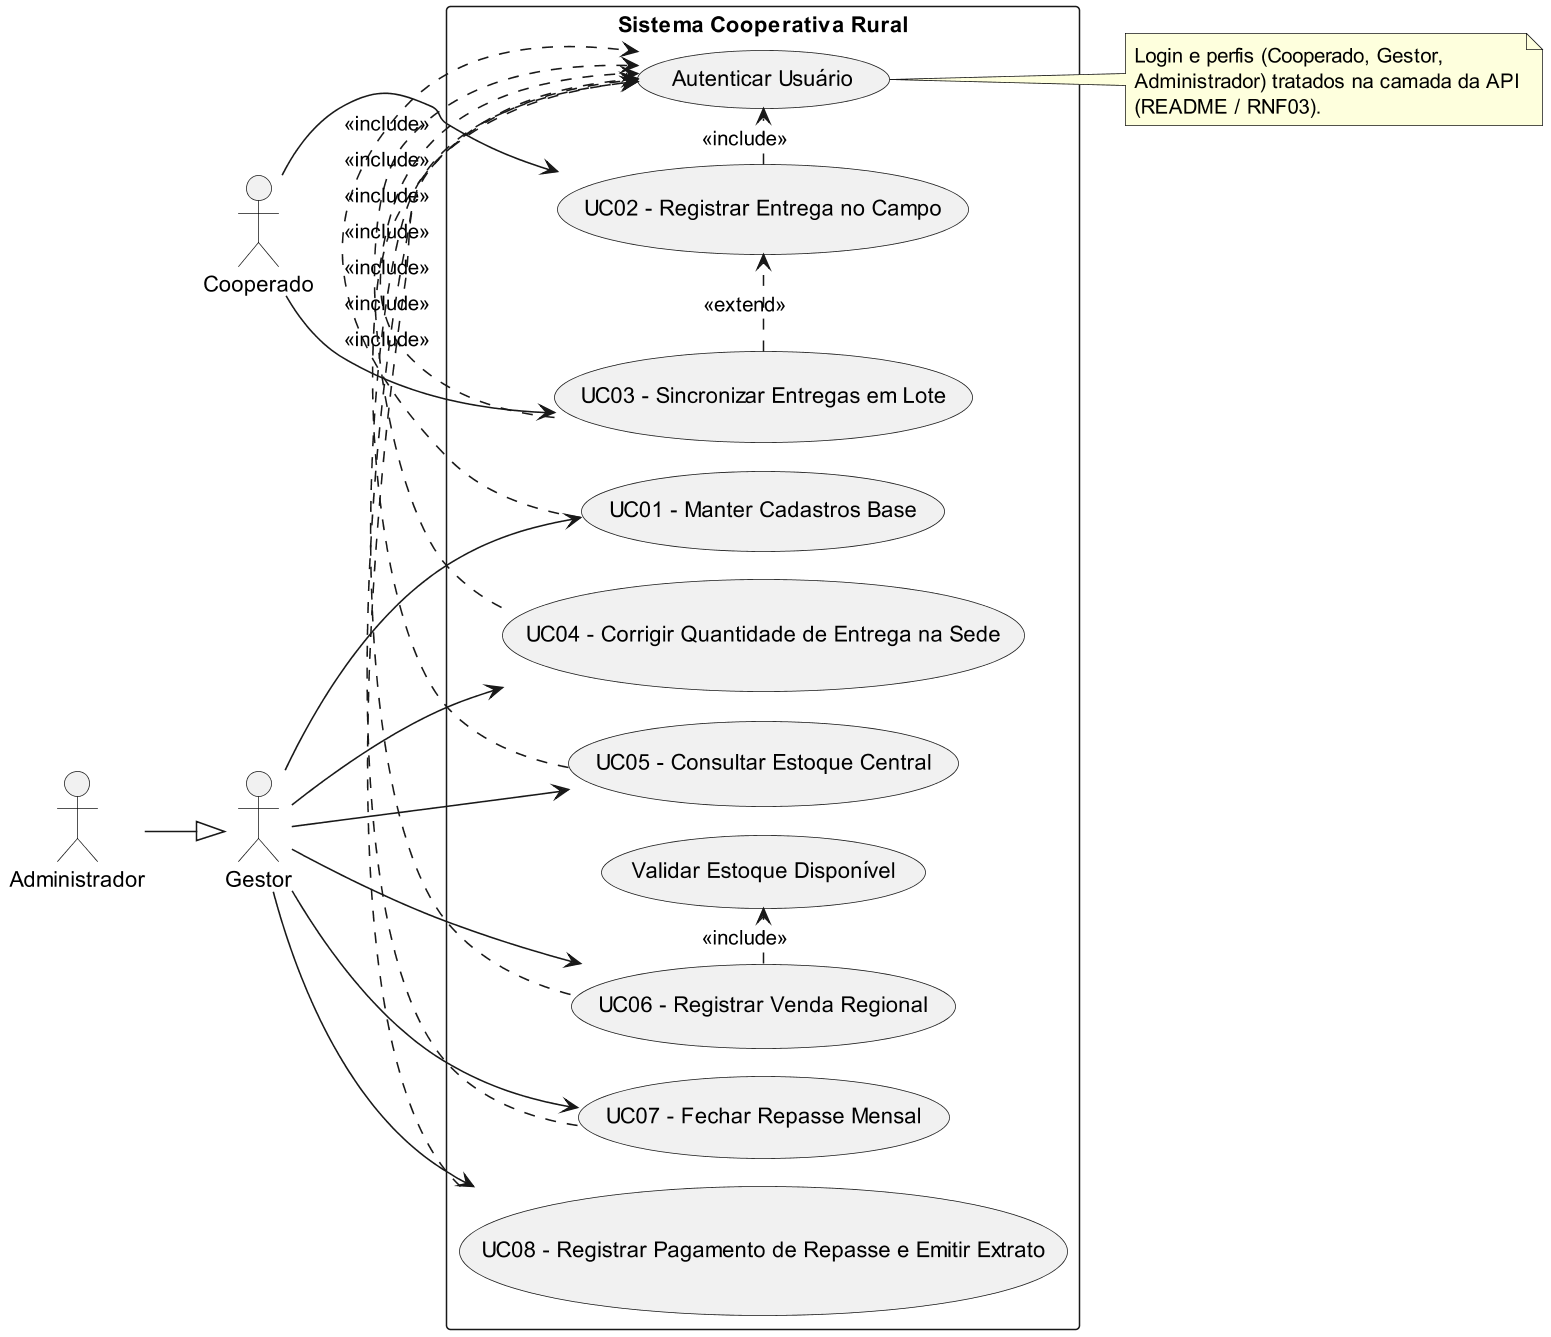 Sistema Cooperativa Rural
Autenticar Usuário
Login e perfis (Cooperado, Gestor,
Administrador) tratados na camada da API
(README / RNF03).
«include»
«include»
«include»
UC02 - Registrar Entrega no Campo
«include»
«include»
Cooperado
«include»
«include»
«extend»
«include»
UC03 - Sincronizar Entregas em Lote
UC01 - Manter Cadastros Base
UC04 - Corrigir Quantidade de Entrega na Sede
UC05 - Consultar Estoque Central
Validar Estoque Disponível
Administrador
Gestor
«include»
UC06 - Registrar Venda Regional
UC07 - Fechar Repasse Mensal
UC08 - Registrar Pagamento de Repasse e Emitir Extrato